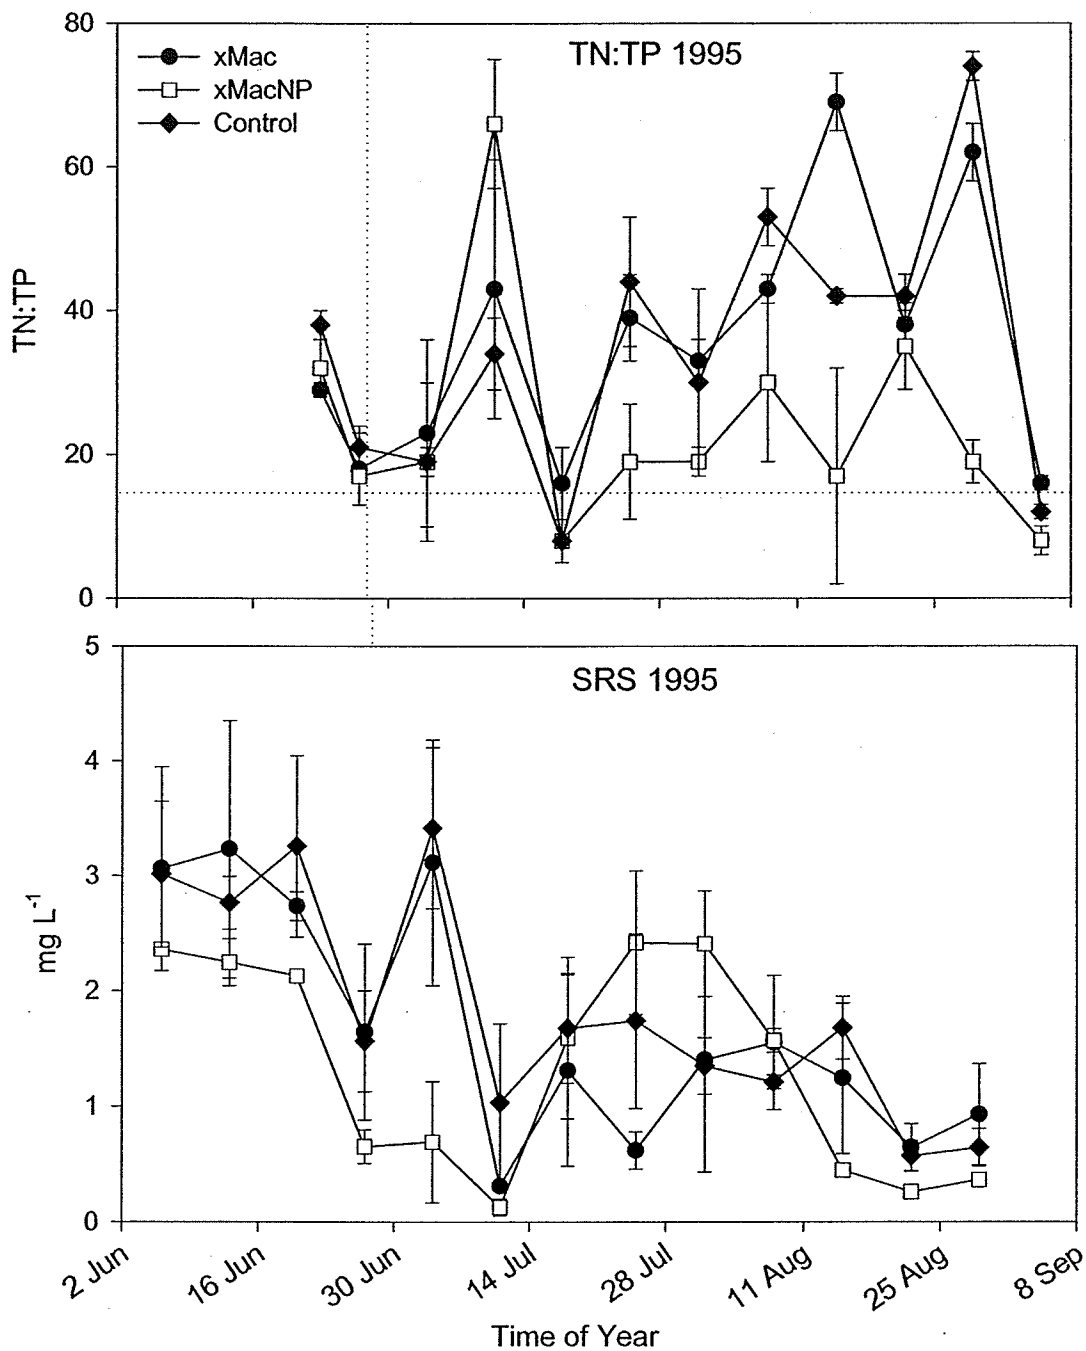 80
TN:TP 1995
xMac
xMacNP
Control
60
TN:TP
40
20
0
5
SRS 1995
4
3
mg L⁻¹
2
1
0
2 Jun
16 Jun
30 Jun
14 Jul
28 Jul
11 Aug
25 Aug
8 Sep
Time of Year